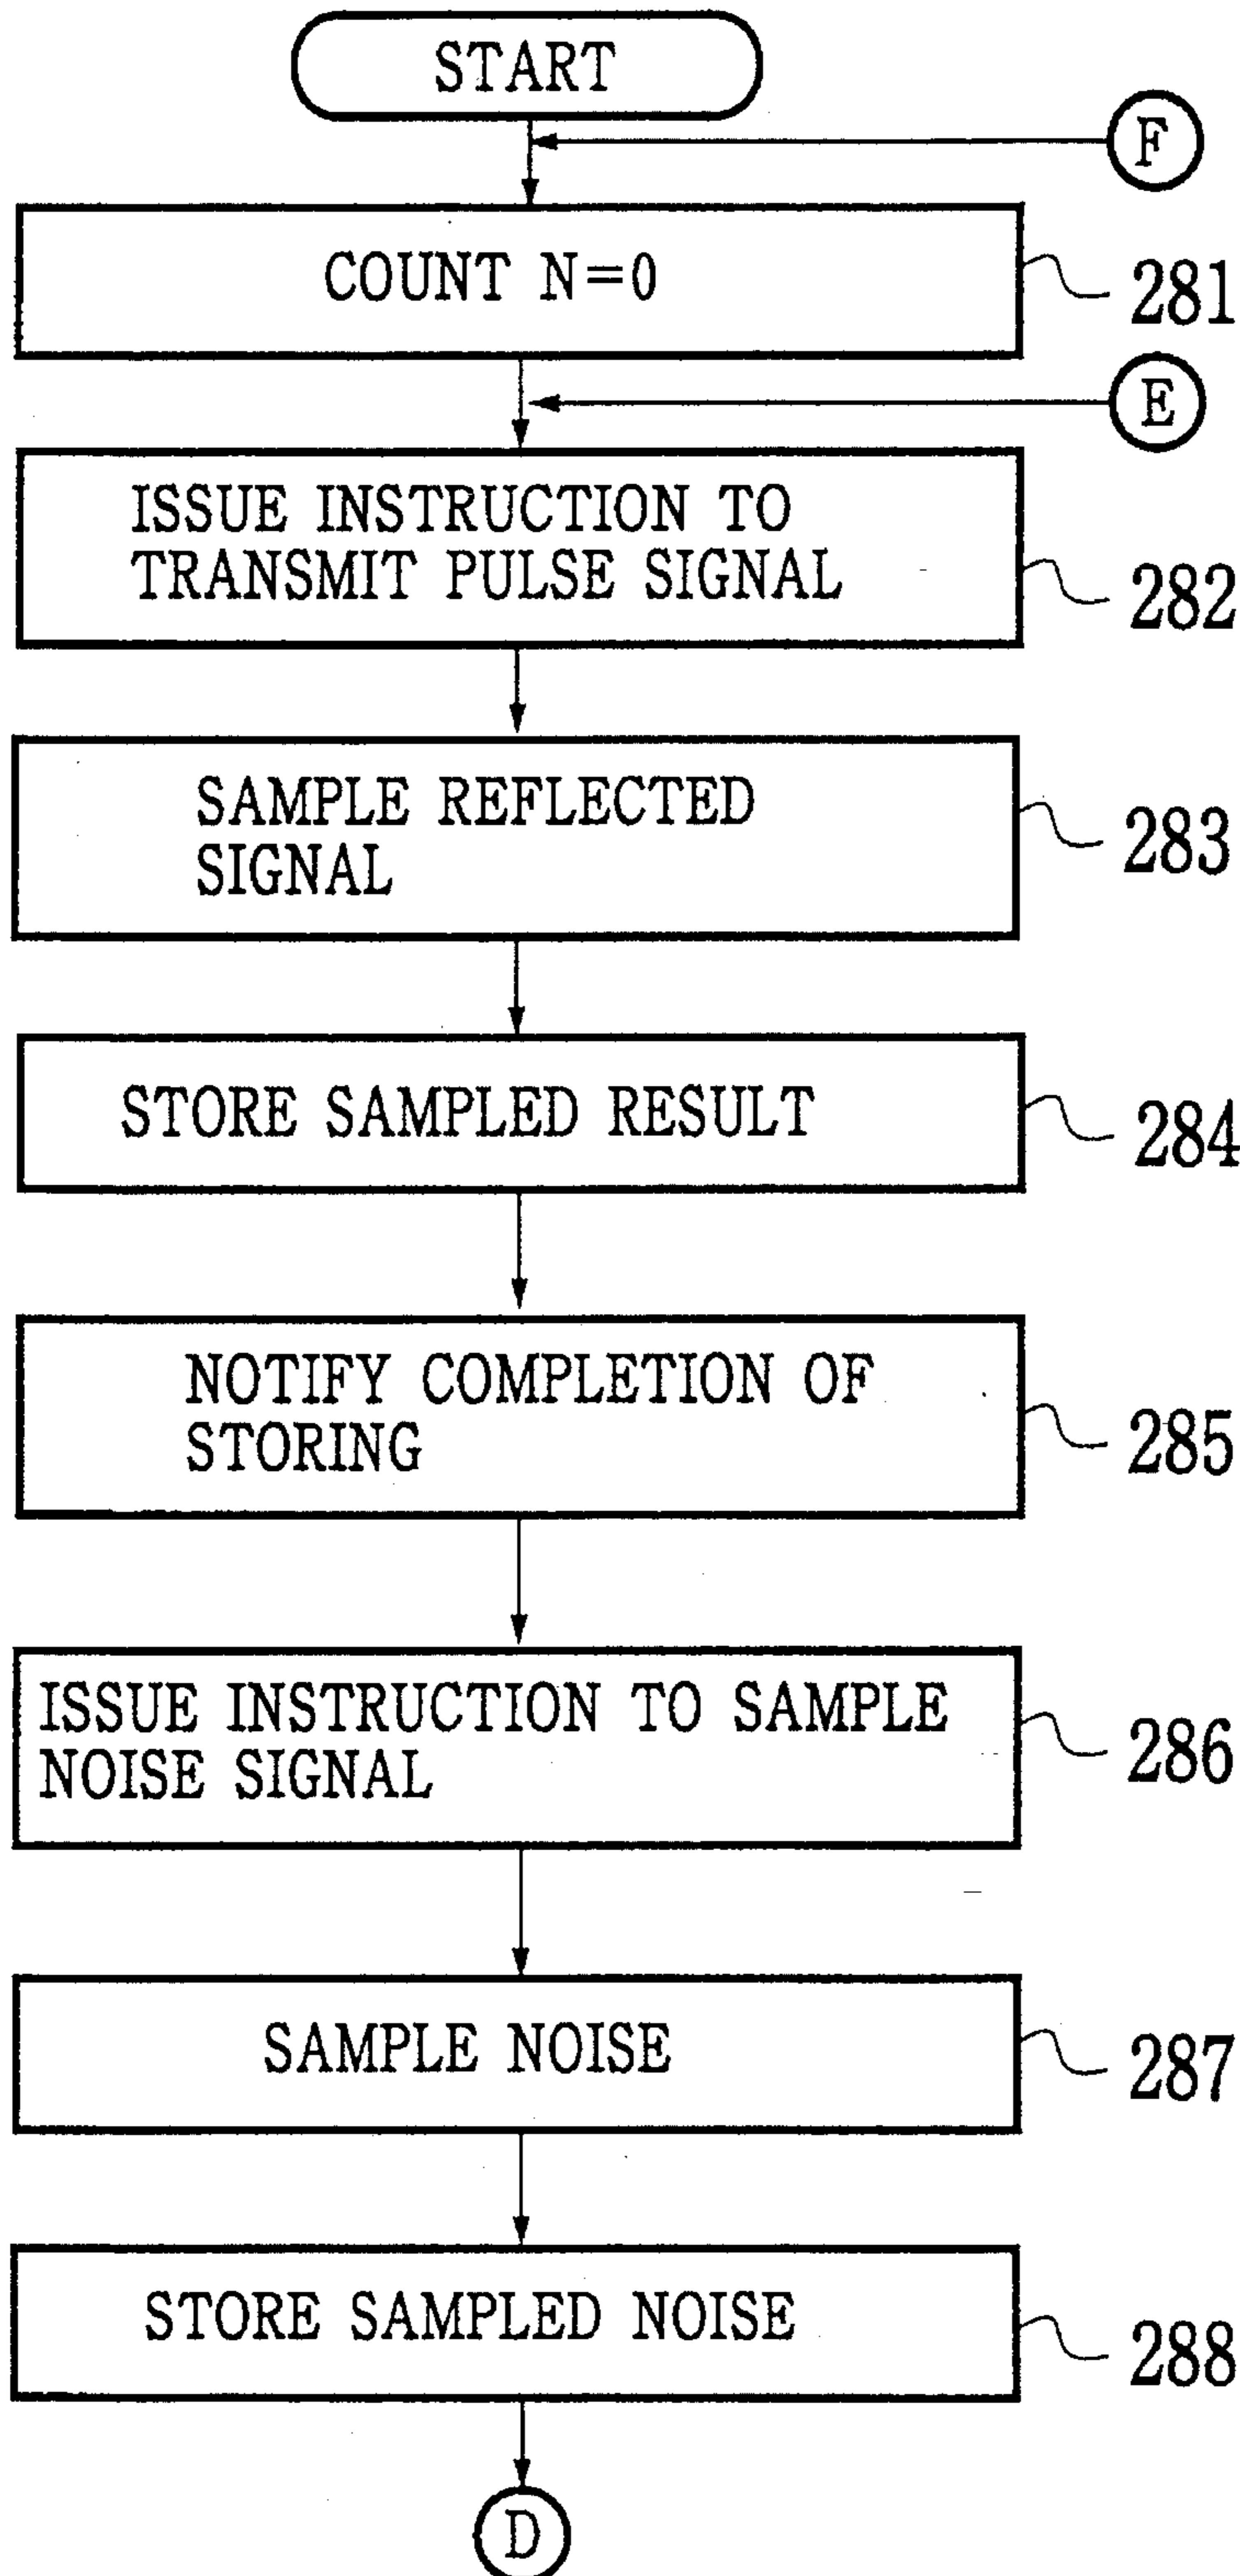 START
F
COUNT N=0
281
E
ISSUE INSTRUCTION TO
TRANSMIT PULSE SIGNAL
282
SAMPLE REFLECTED
SIGNAL
283
STORE SAMPLED RESULT
284
NOTIFY COMPLETION OF
STORING
285
ISSUE INSTRUCTION TO SAMPLE
NOISE SIGNAL
286
SAMPLE NOISE
287
STORE SAMPLED NOISE
288
D